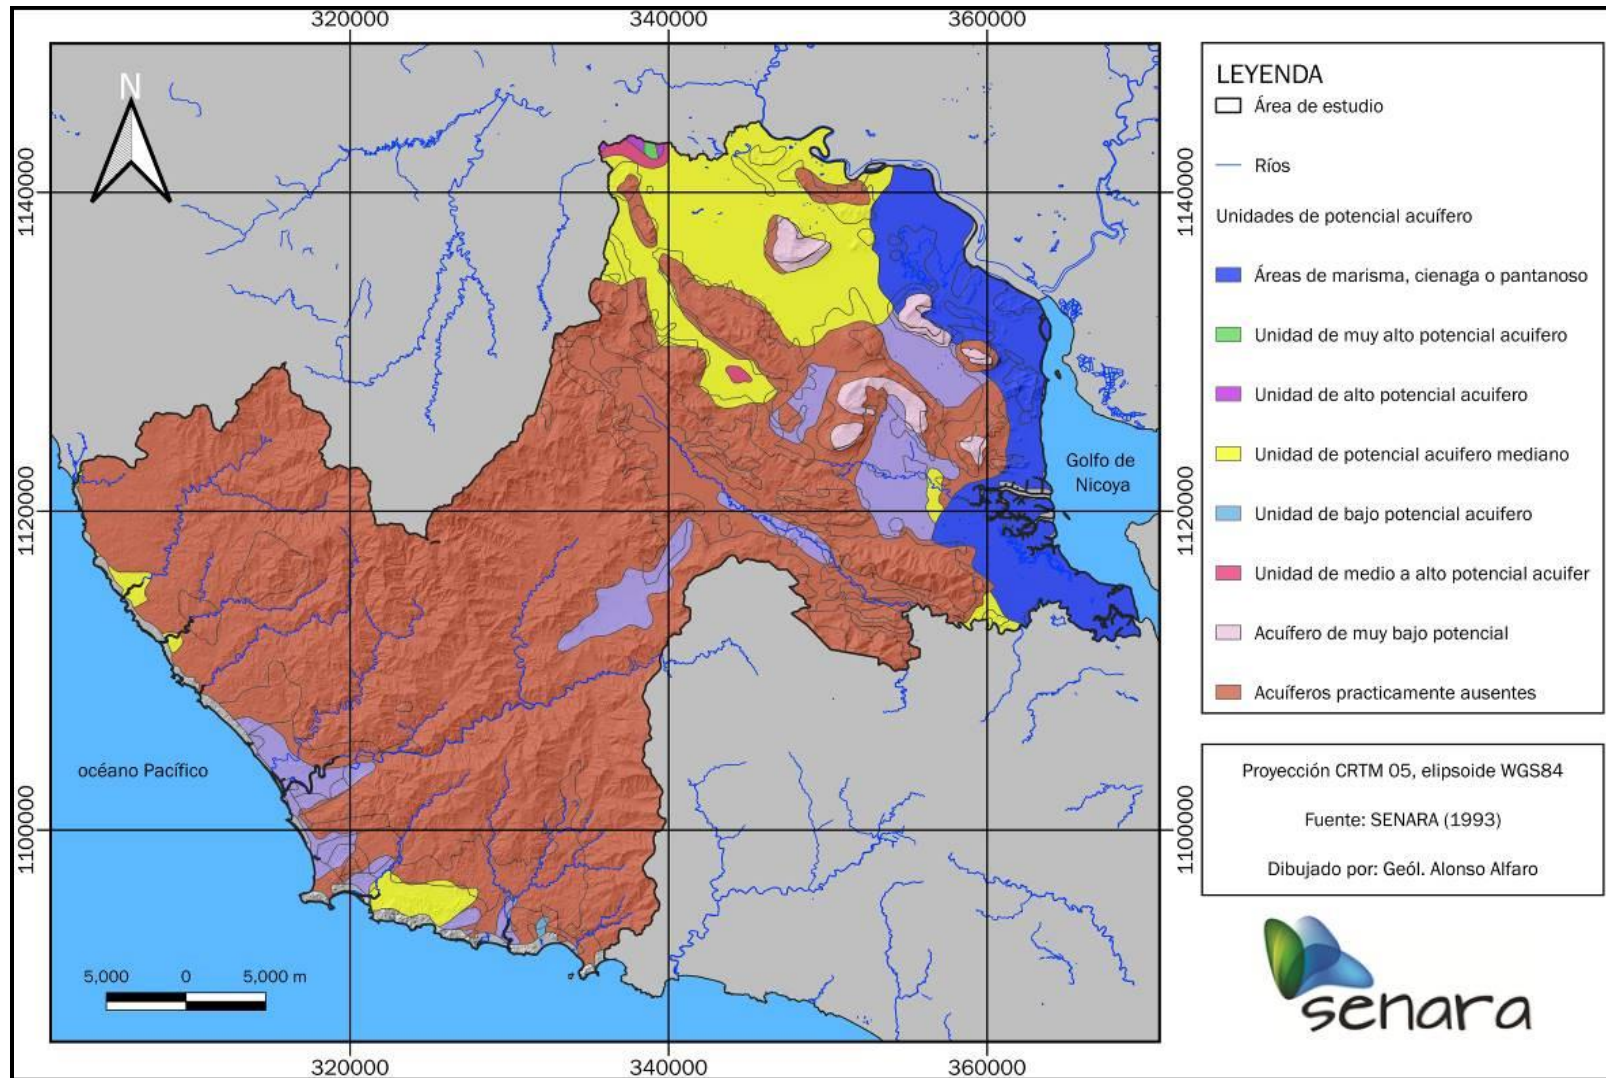 320000
340000
360000
1140000
1120000
1100000
N
1140000
1120000
1100000
Golfo de
Nicoya
océano Pacífico
5,000 0 5,000 m
320000
340000
360000
LEYENDA
Área de estudio
Ríos
Unidades de potencial acuífero
Áreas de marisma, cienaga o pantanoso
Unidad de muy alto potencial acuifero
Unidad de alto potencial acuifero
Unidad de potencial acuifero mediano
Unidad de bajo potencial acuifero
Unidad de medio a alto potencial acuifer
Acuífero de muy bajo potencial
Acuíferos practicamente ausentes
Proyección CRTM 05, elipsoide WGS84
Fuente: SENARA (1993)
Dibujado por: Geól. Alonso Alfaro
senara